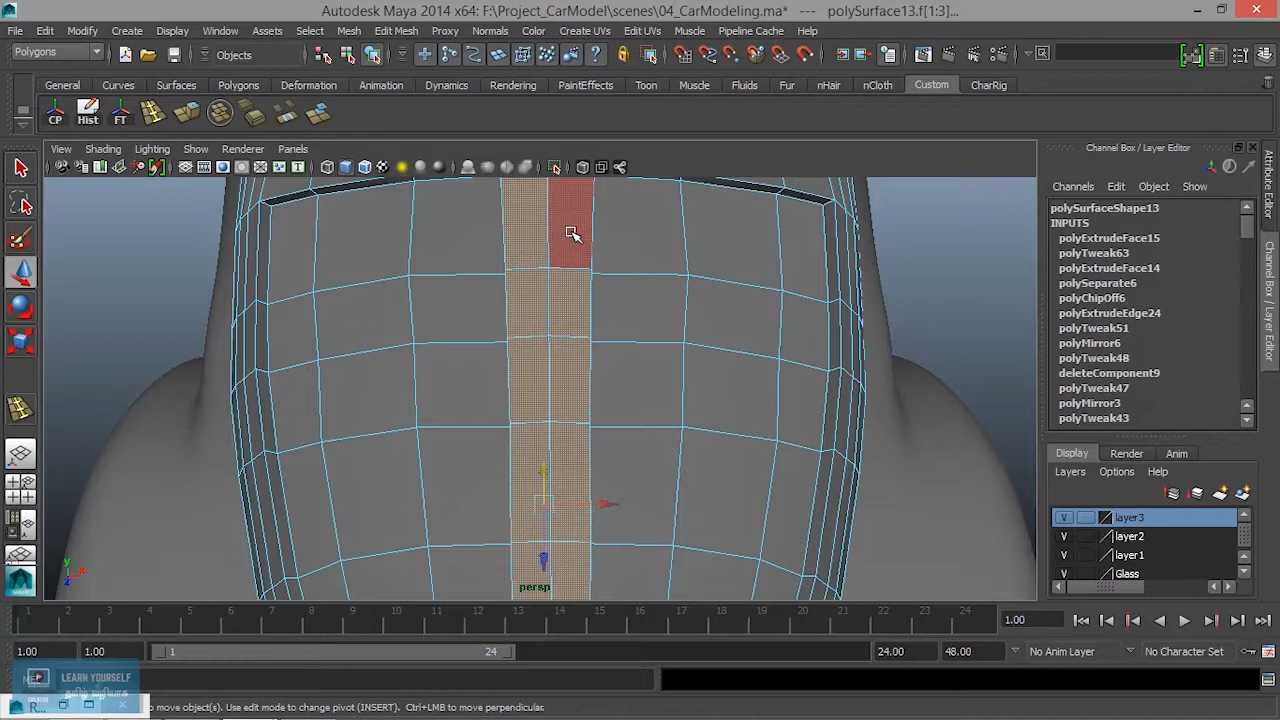 Autodesk Maya 2014 x64: F:\Project_CarModel\scenes\04_CarModeling.ma* --- polySurface13.f[1:3]...
File Edit Modify Create Display Window Assets Select Mesh Edit Mesh Proxy Normals Color Create UVs Edit UVs Muscle Pipeline Cache Help
Polygons Objects
General Curves Surfaces Polygons Deformation Animation Dynamics Rendering PaintEffects Toon Muscle Fluids Fur nHair nCloth Custom CharRig
CP Hist FT
View Shading Lighting Show Renderer Panels
Channel Box / Layer Editor
Channels Edit Object Show
polySurfaceShape13
INPUTS
polyExtrudeFace15
polyTweak63
polyExtrudeFace14
polySeparate6
polyChipOff6
polyExtrudeEdge24
polyTweak51
polyMirror6
polyTweak48
deleteComponent9
polyTweak47
polyMirror3
polyTweak43
Attribute Editor
Channel Box / Layer Editor
Display Render Anim
Layers Options Help
V layer3
V layer2
V layer1
Glass
y x z
persp
1 2 3 4 5 6 7 8 9 10 11 12 13 14 15 16 17 18 19 20 21 22 23 24 1.00
1.00 1.00 1 24 24.00 48.00 No Anim Layer No Character Set
LEARN YOURSELF
CREATIVE
R...
to move object(s). Use edit mode to change pivot (INSERT). Ctrl+LMB to move perpendicular.